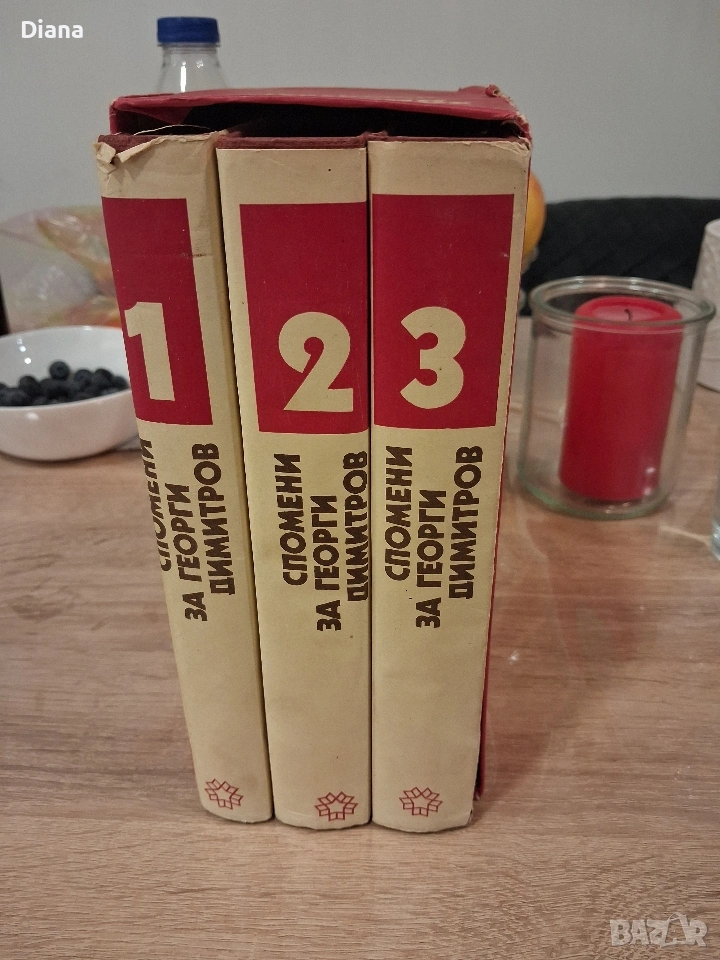 Diana
1
СПОМЕНИ
ЗА ГЕОРГИ
ДИМИТРОВ
2
СПОМЕНИ
ЗА ГЕОРГИ
ДИМИТРОВ
3
СПОМЕНИ
ЗА ГЕОРГИ
ДИМИТРОВ
BAZAR